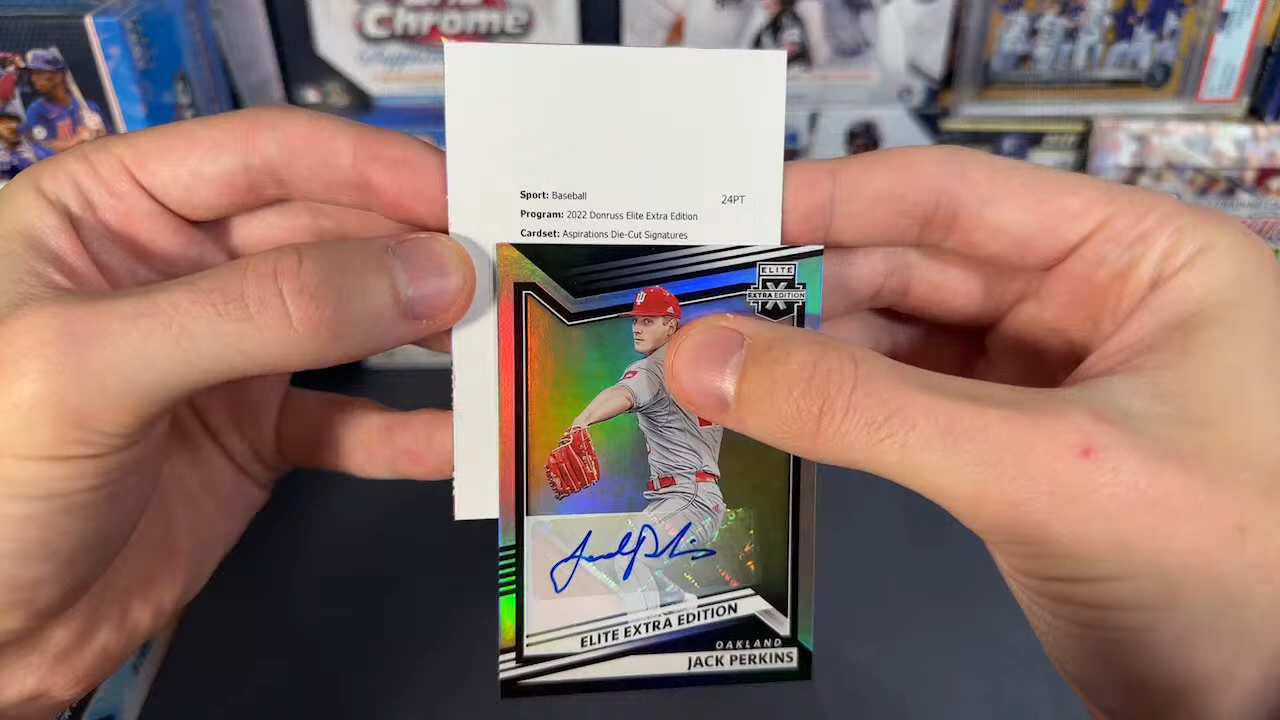 Chrome
Sport: Baseball
24PT
Program: 2022 Donruss Elite Extra Edition
Cardset: Aspirations Die-Cut Signatures
ELITE
EXTRA EDITION
X
ELITE EXTRA EDITION
OAKLAND
JACK PERKINS